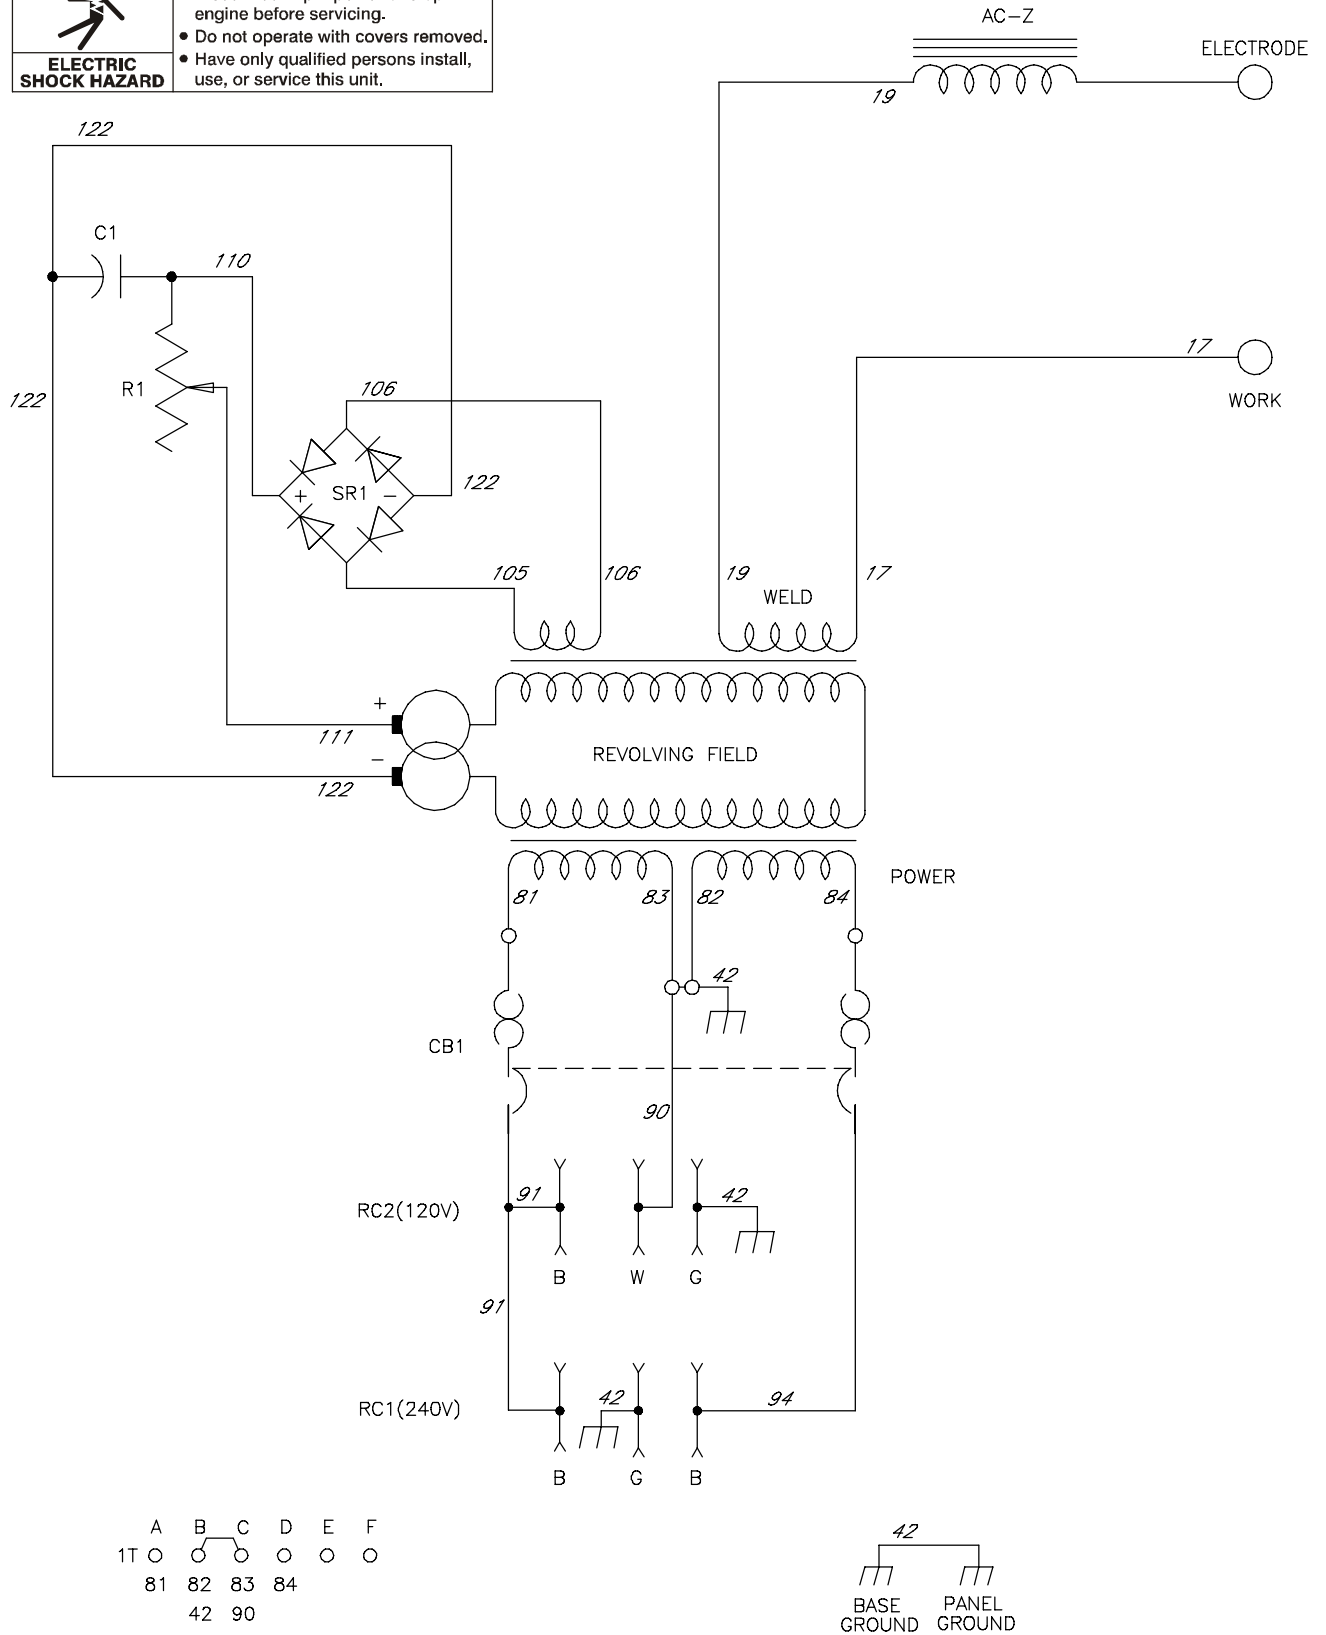 engine before servicing.
• Do not operate with covers removed.
• Have only qualified persons install,
use, or service this unit.
ELECTRIC
SHOCK HAZARD
AC-Z
ELECTRODE
19
122
C1
110
17
WORK
R1
122
106
SR1
+
−
122
105
106
19
17
WELD
+
111
−
122
REVOLVING FIELD
POWER
81
83
82
84
42
CB1
90
91
42
RC2(120V)
B
W
G
91
42
94
RC1(240V)
B
G
B
A B C D E F
1T
81 82 83 84
42 90
42
BASE
GROUND
PANEL
GROUND